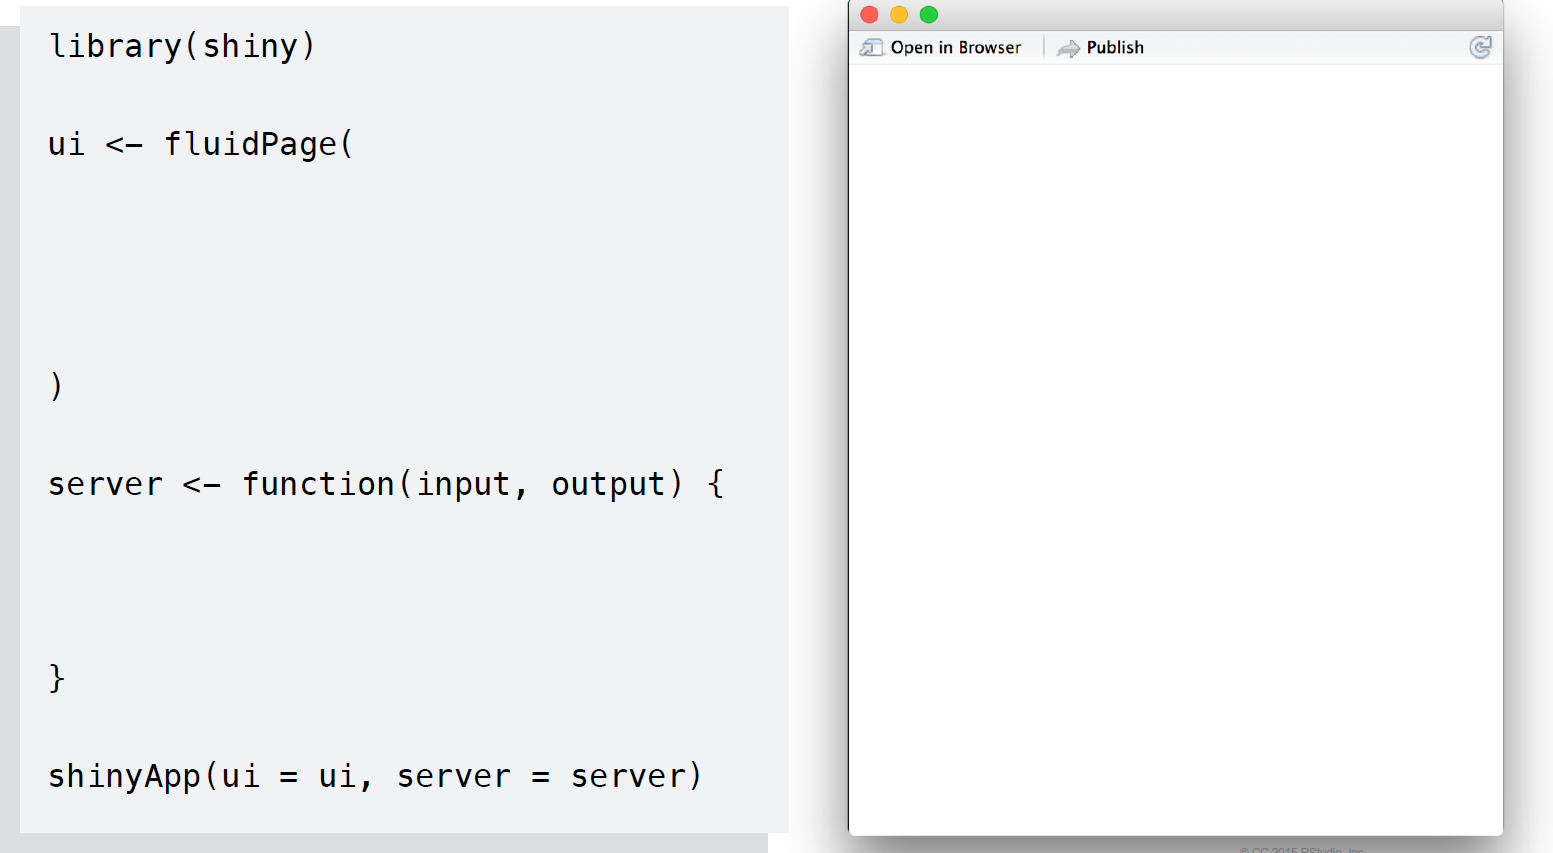 library(shiny)
ui <- fluidPage(
)
server <- function(input, output) {
}
shinyApp(ui = ui, server = server)
Open in Browser
Publish
© CC 2015 RStudio, Inc.